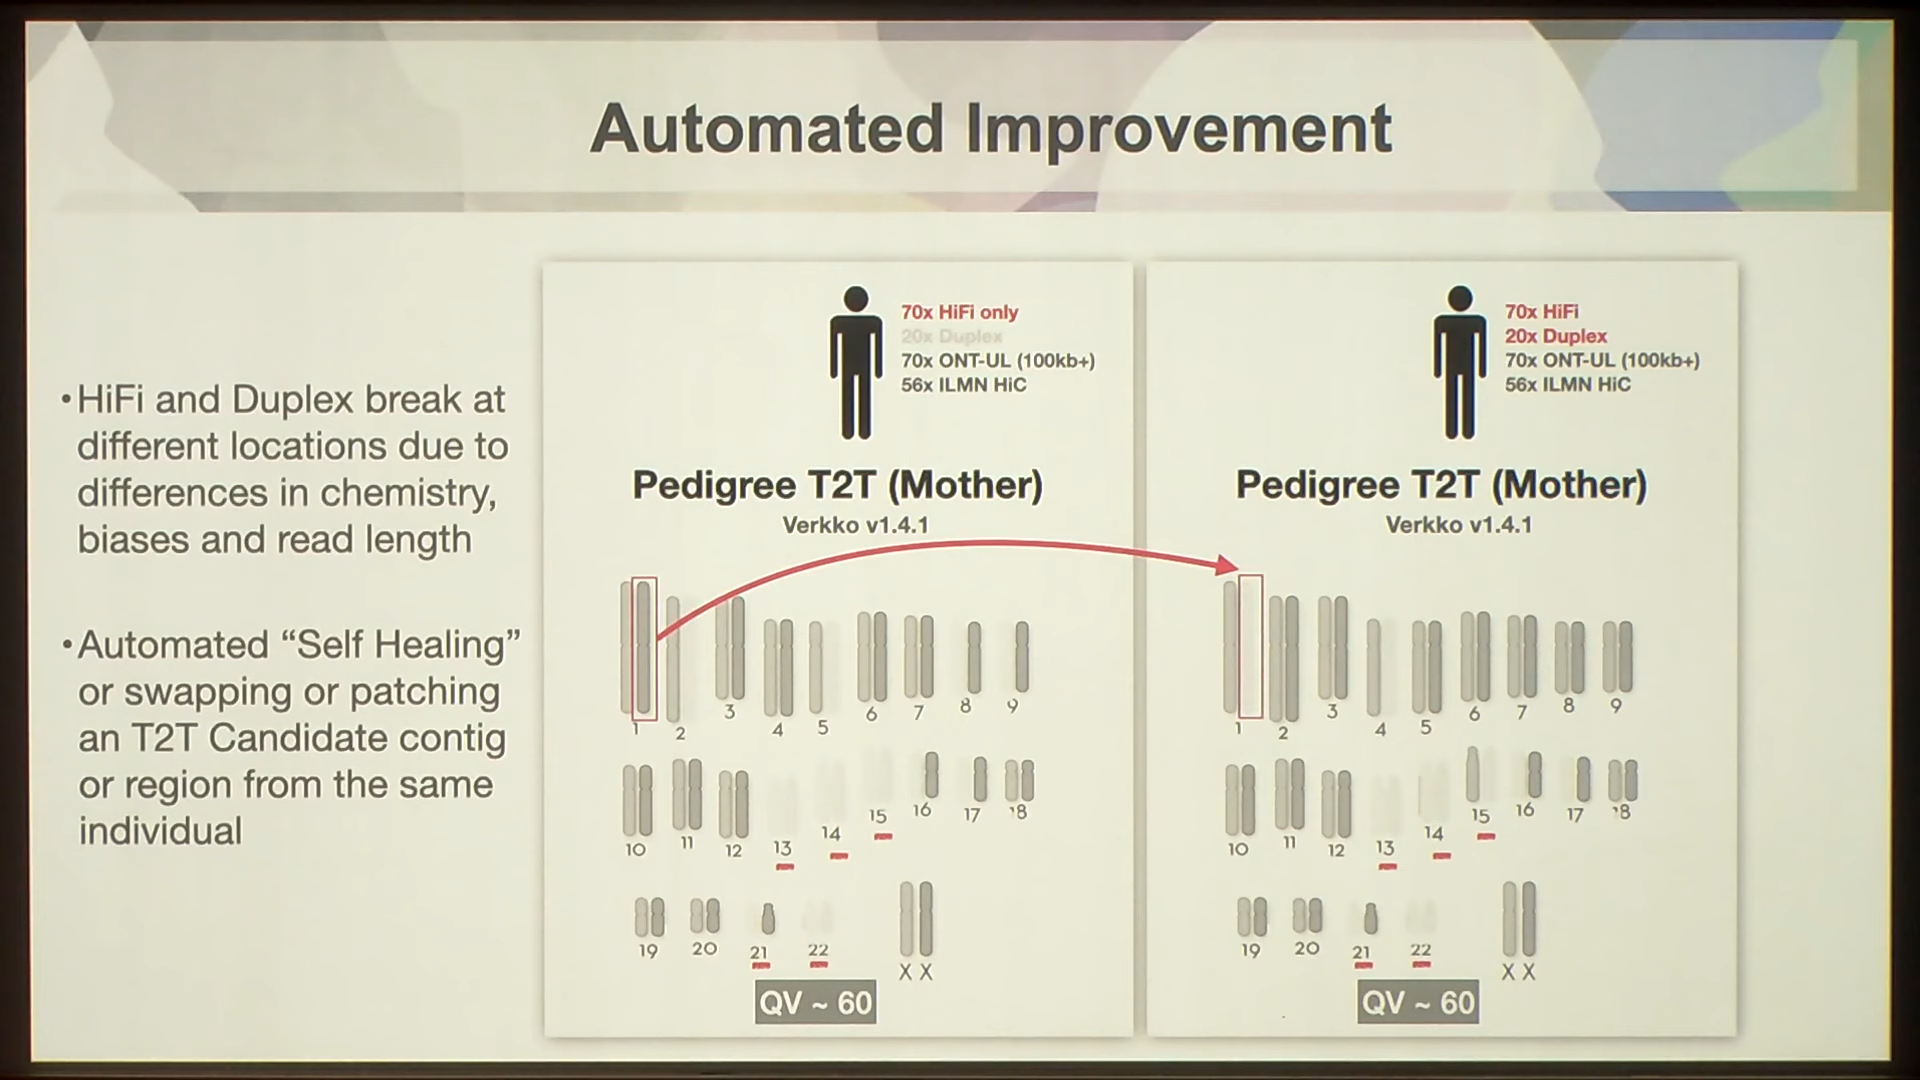 Automated Improvement
•HiFi and Duplex break at
different locations due to
differences in chemistry,
biases and read length
•Automated “Self Healing”
or swapping or patching
an T2T Candidate contig
or region from the same
individual
70x HiFi only
20x Duplex
70x ONT-UL (100kb+)
56x ILMN HiC
Pedigree T2T (Mother)
Verkko v1.4.1
1 2 3 4 5 6 7 8 9
10 11 12 13 14 15 16 17 18
19 20 21 22 X X
QV ~ 60
70x HiFi
20x Duplex
70x ONT-UL (100kb+)
56x ILMN HiC
Pedigree T2T (Mother)
Verkko v1.4.1
1 2 3 4 5 6 7 8 9
10 11 12 13 14 15 16 17 18
19 20 21 22 X X
QV ~ 60